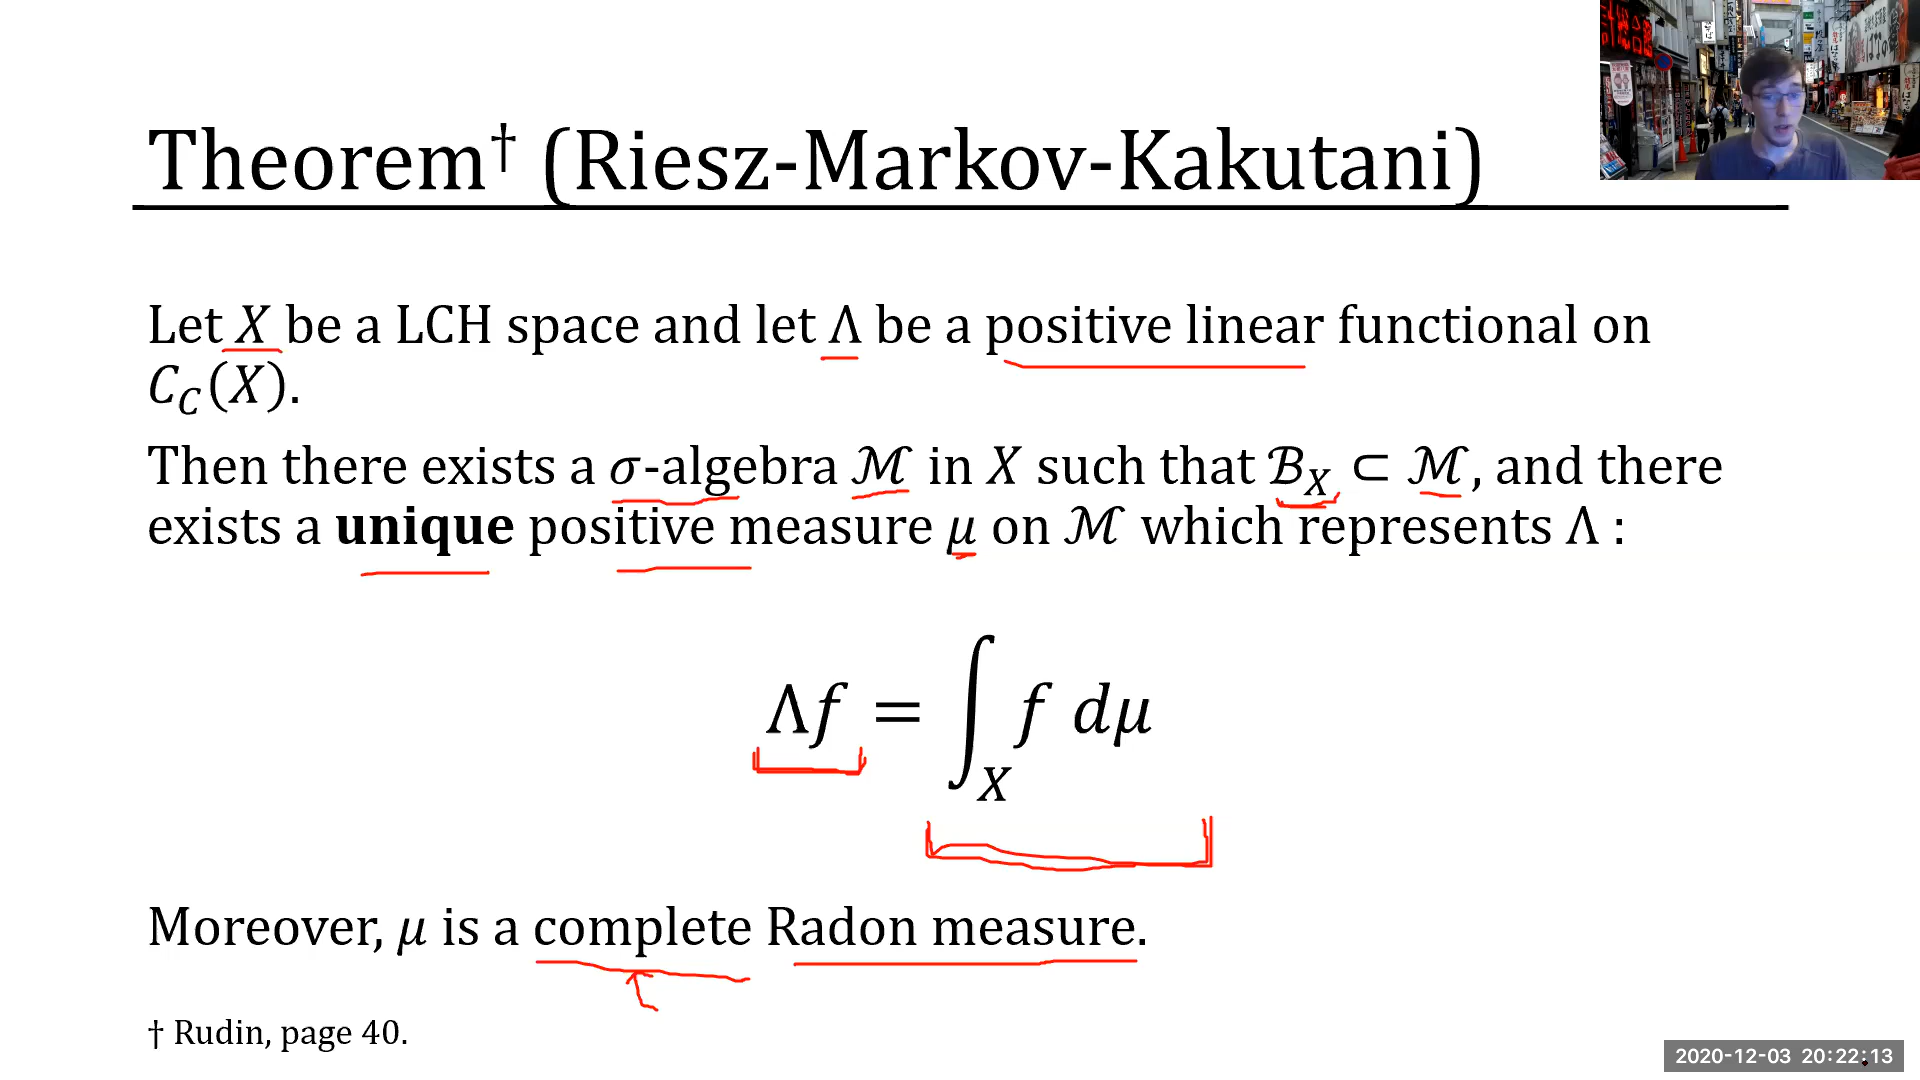 Theorem† (Riesz-Markov-Kakutani)
Let X be a LCH space and let Λ be a positive linear functional on
C_C(X).
Then there exists a σ-algebra ℳ in X such that ℬ_X ⊂ ℳ, and there
exists a unique positive measure μ on ℳ which represents Λ :
Λf = ∫_X f dμ
Moreover, μ is a complete Radon measure.
† Rudin, page 40.
2020-12-03 20:22:13